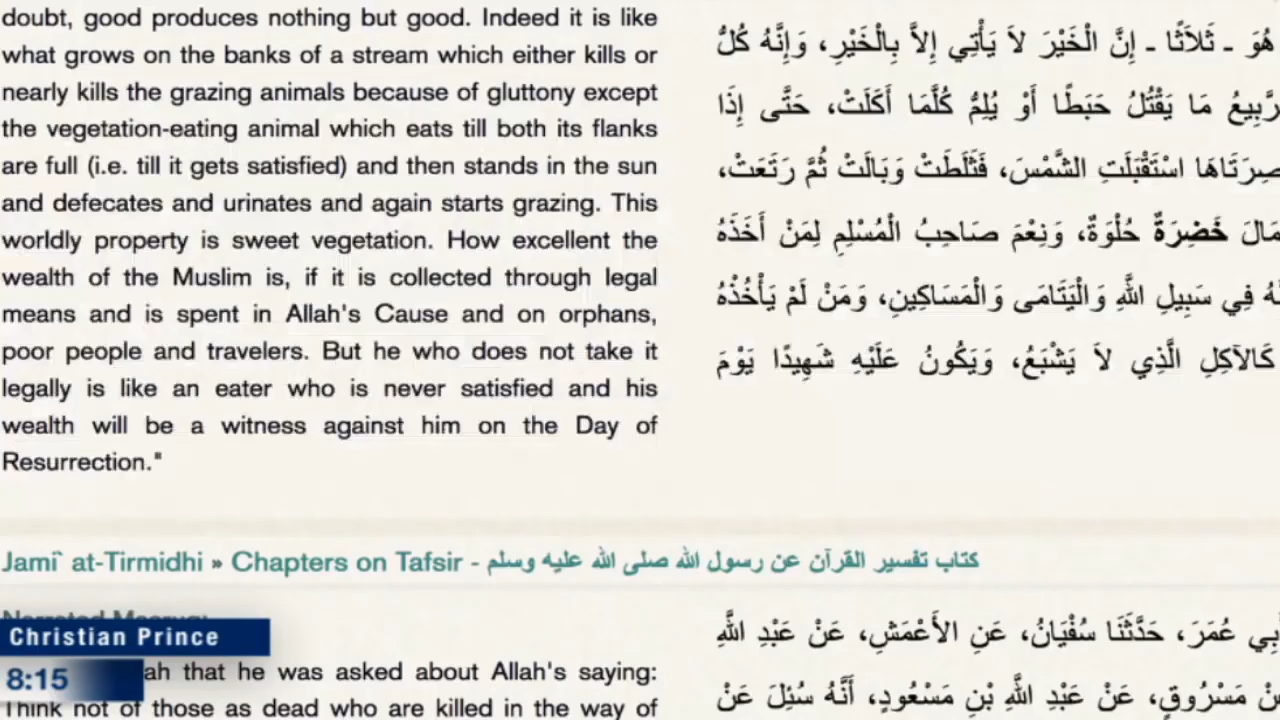 doubt, good produces nothing but good. Indeed it is like
what grows on the banks of a stream which either kills or
nearly kills the grazing animals because of gluttony except
the vegetation-eating animal which eats till both its flanks
are full (i.e. till it gets satisfied) and then stands in the sun
and defecates and urinates and again starts grazing. This
worldly property is sweet vegetation. How excellent the
wealth of the Muslim is, if it is collected through legal
means and is spent in Allah's Cause and on orphans,
poor people and travelers. But he who does not take it
legally is like an eater who is never satisfied and his
wealth will be a witness against him on the Day of
Resurrection."
هُوَ ـ ثَلاَثًا ـ إِنَّ الْخَيْرَ لاَ يَأْتِي إِلاَّ بِالْخَيْرِ، وَإِنَّهُ كُلُّ
رَّبِيعُ مَا يَقْتُلُ حَبَطًا أَوْ يُلِمُّ كُلَّمَا أَكَلَتْ، حَتَّى إِذَا
صِرَتَاهَا اسْتَقْبَلَتِ الشَّمْسَ، فَثَلَطَتْ وَبَالَتْ ثُمَّ رَتَعَتْ،
مَالَ خَضِرَةٌ حُلْوَةٌ، وَنِعْمَ صَاحِبُ الْمُسْلِمِ لِمَنْ أَخَذَهُ
هُ فِي سَبِيلِ اللَّهِ وَالْيَتَامَى وَالْمَسَاكِينِ، وَمَنْ لَمْ يَأْخُذْهُ
كَالآكِلِ الَّذِي لاَ يَشْبَعُ، وَيَكُونُ عَلَيْهِ شَهِيدًا يَوْمَ
Jami` at-Tirmidhi » Chapters on Tafsir - كتاب تفسير القرآن عن رسول الله صلى الله عليه وسلم
Narrated Masruq:
Christian Prince
8:15
ah that he was asked about Allah's saying:
Think not of those as dead who are killed in the way of
بِي عُمَرَ، حَدَّثَنَا سُفْيَانُ، عَنِ الأَعْمَشِ، عَنْ عَبْدِ اللَّهِ
نْ مَسْرُوقٍ، عَنْ عَبْدِ اللَّهِ بْنِ مَسْعُودٍ، أَنَّهُ سُئِلَ عَنْ